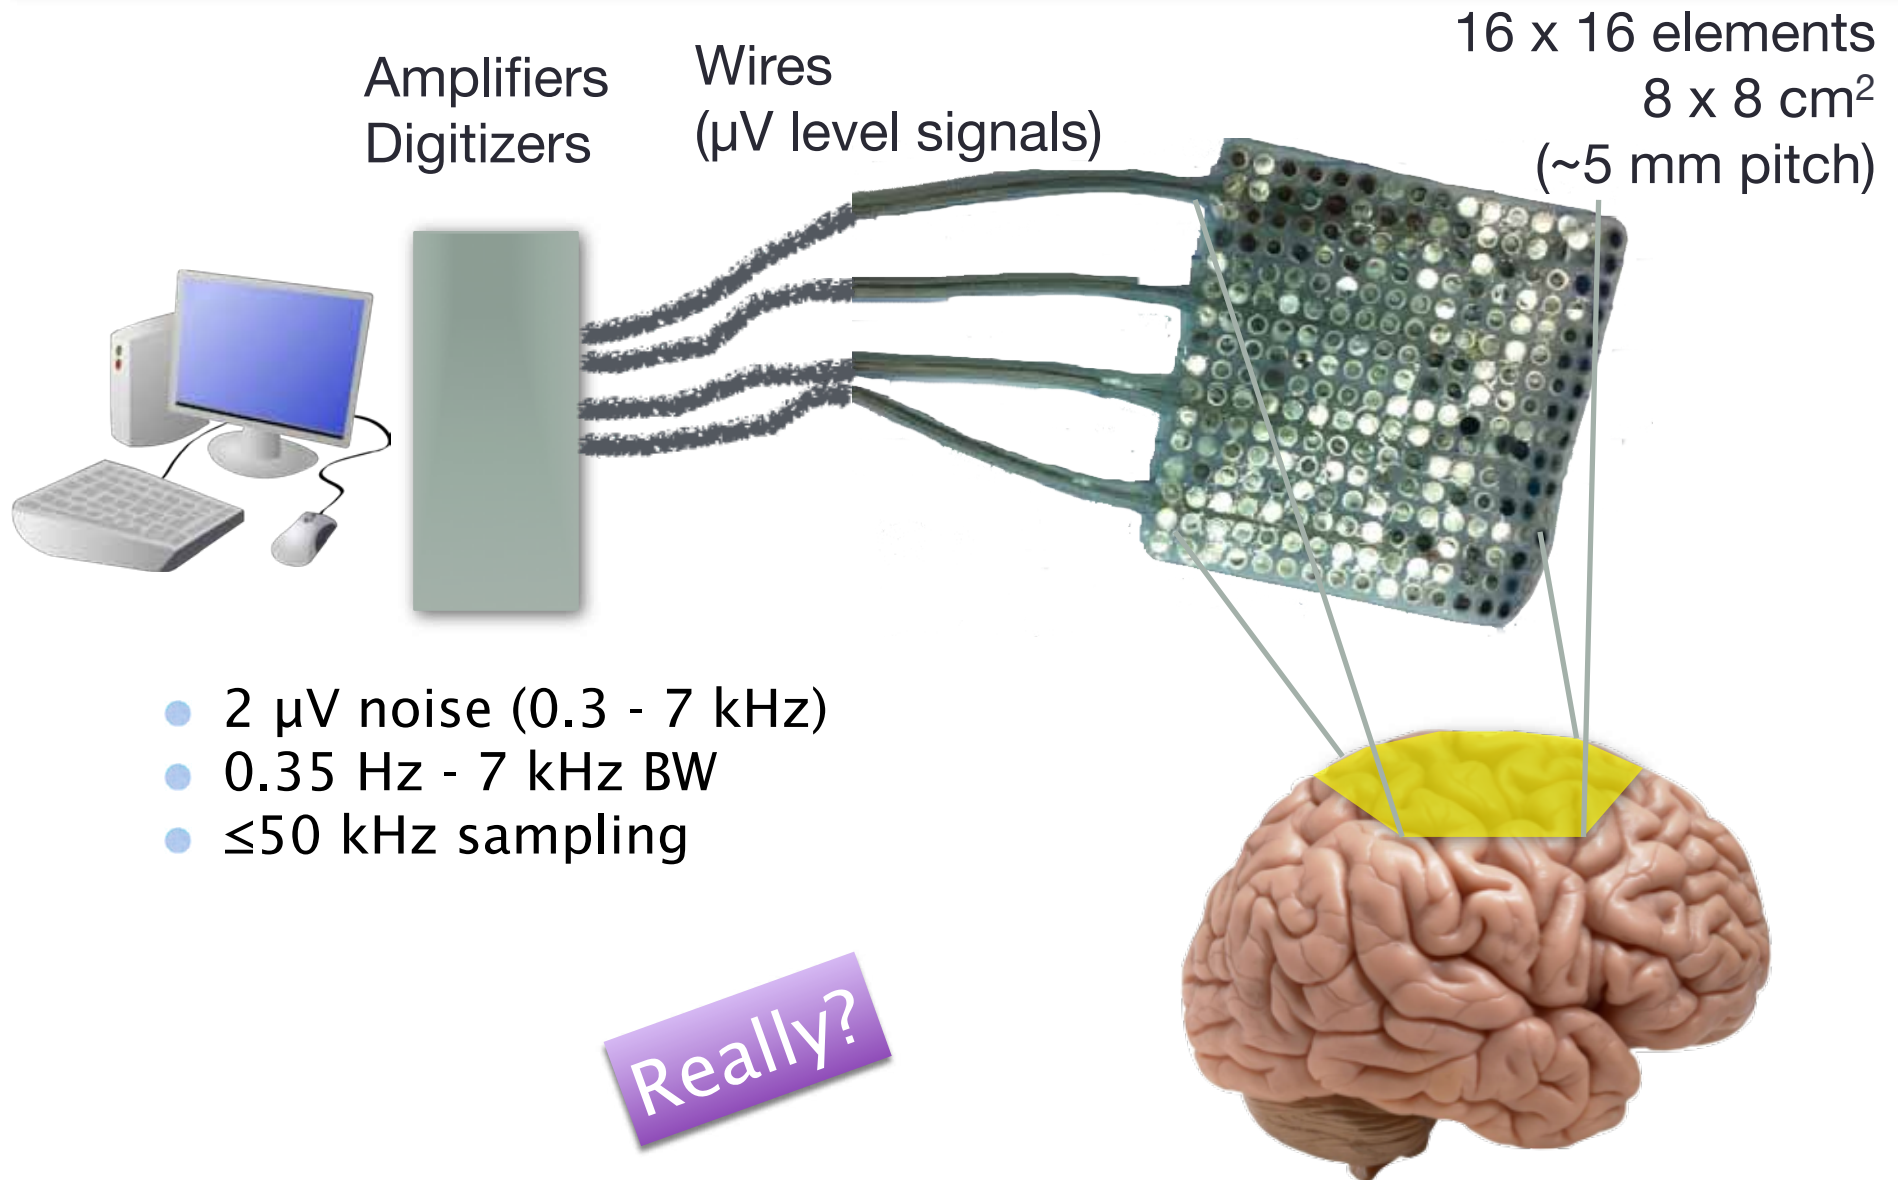 Amplifiers
Digitizers
Wires
(µV level signals)
16 x 16 elements
8 x 8 cm²
(~5 mm pitch)
2 µV noise (0.3 - 7 kHz)
0.35 Hz - 7 kHz BW
≤50 kHz sampling
Really?